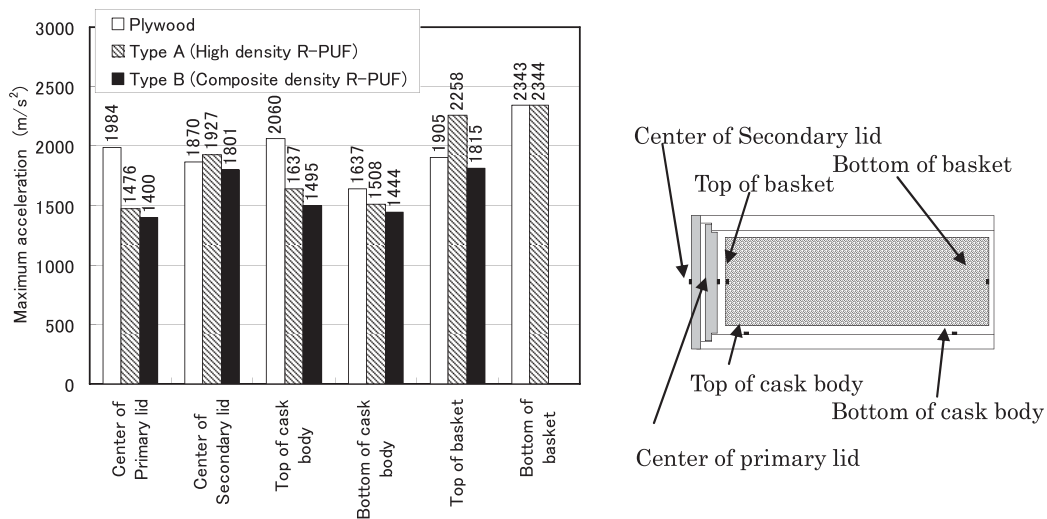 3000
2500
2000
1500
1000
500
0
Maximum acceleration (m/s²)
Plywood
Type A (High density R-PUF)
Type B (Composite density R-PUF)
1984
1476
1400
1870
1927
1801
2060
1637
1495
1637
1508
1444
1905
2258
1815
2343
2344
Center of
Primary lid
Center of
Secondary lid
Top of cask
body
Bottom of cask
body
Top of basket
Bottom of
basket
Center of Secondary lid
Bottom of basket
Top of basket
Top of cask body
Bottom of cask body
Center of primary lid